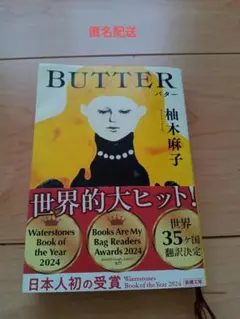 匿名配送
BUTTER
バター
柚木麻子
世界的大ヒット!
Waterstones
Book of
the Year
2024
Books Are My
Bag Readers
Awards 2024
世界
35ヶ国
翻訳決定
日本人初の受賞
Waterstones
Book of the Year 2024
新潮文庫